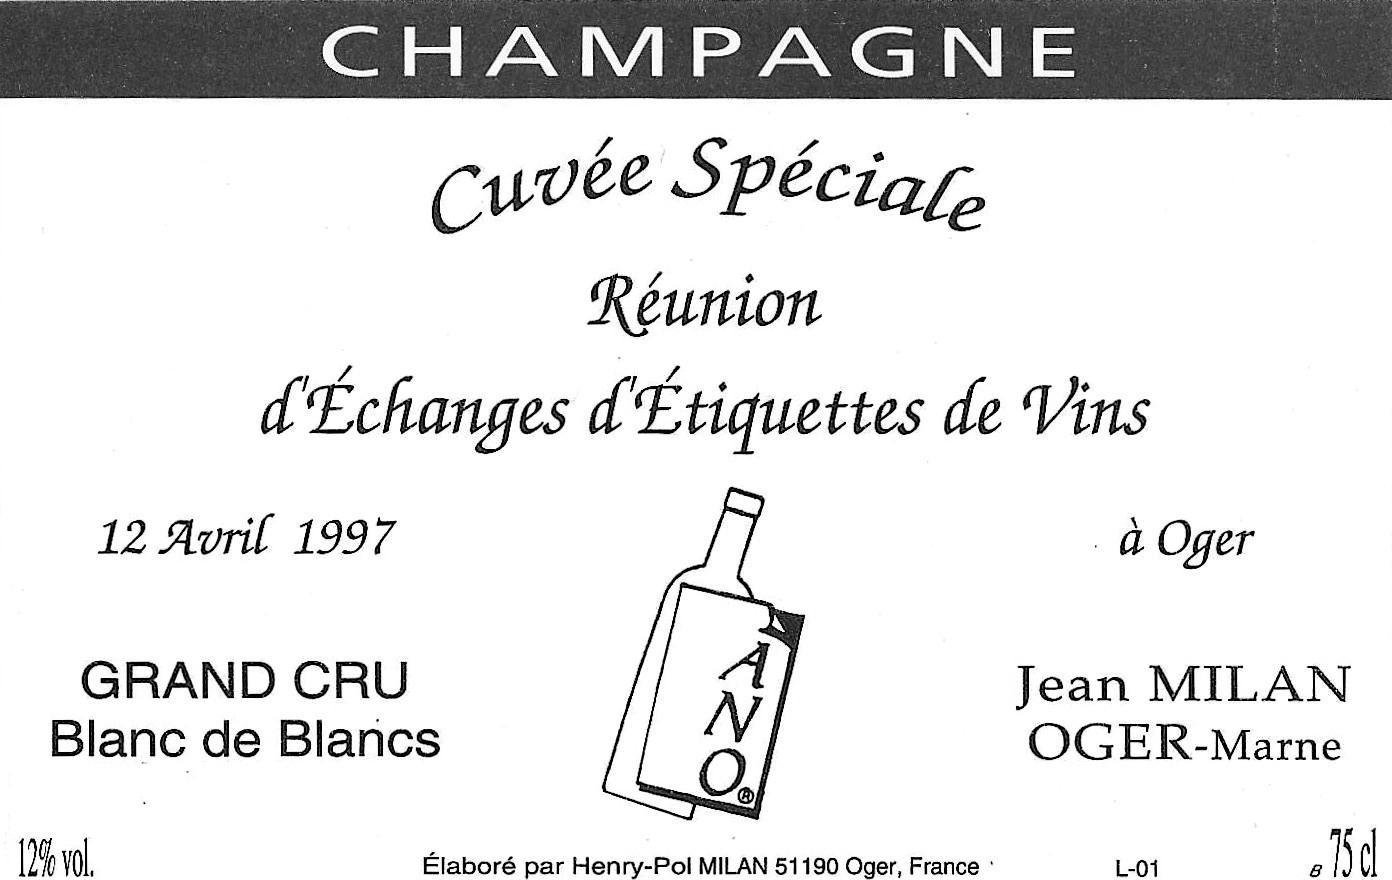 CHAMPAGNE
Cuvée Spéciale
Réunion
d'Échanges d'Étiquettes de Vins
12 Avril 1997
à Oger
YANO®
GRAND CRU
Blanc de Blancs
Jean MILAN
OGER-Marne
12% vol.
Élaboré par Henry-Pol MILAN 51190 Oger, France
L-01
B 75 cl